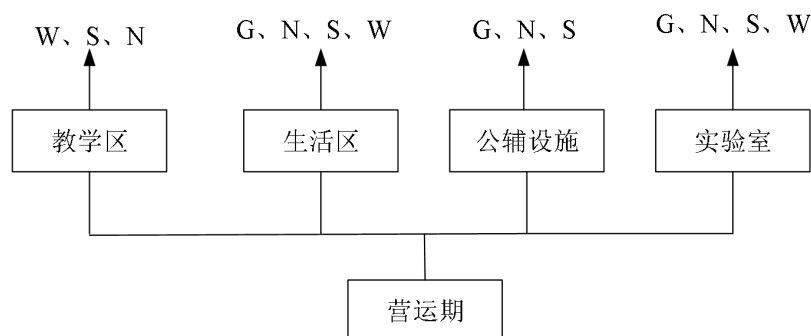 W、S、N
G、N、S、W
G、N、S
G、N、S、W
教学区
生活区
公辅设施
实验室
营运期